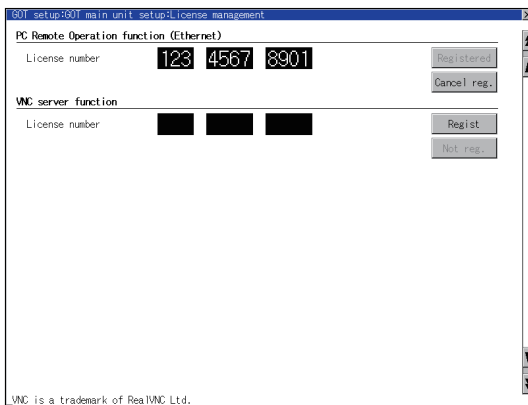 GOT setup:GOT main unit setup:License management
PC Remote Operation function (Ethernet)
License number 123 4567 8901 Registered
Cancel reg.
VNC server function
License number Regist
Not reg.
VNC is a trademark of RealVNC Ltd.